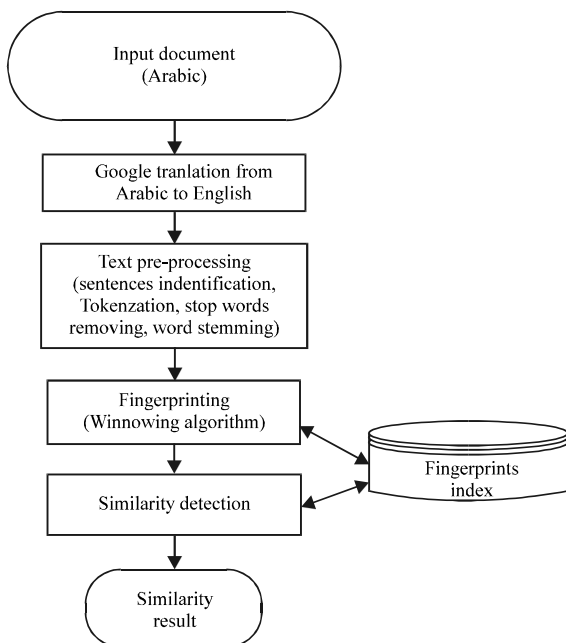 Input document
(Arabic)
Google tranlation from
Arabic to English
Text pre-processing
(sentences indentification,
Tokenzation, stop words
removing, word stemming)
Fingerprinting
(Winnowing algorithm)
Fingerprints
index
Similarity detection
Similarity
result